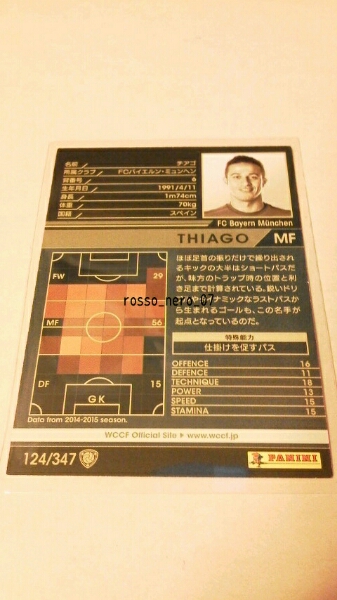 名前 チアゴ
所属クラブ FCバイエルン・ミュンヘン
背番号 6
生年月日 1991/4/11
身長 1m74cm
体重 70kg
国籍 スペイン
FC Bayern München
THIAGO MF
FW 29
MF 56
DF 15
GK
Data from 2014-2015 season.
ほぼ足首の振りだけで繰り出され
るキックの大半はショートパスだ
が、味方のトラップ時の位置と利
き足まで計算されている。鋭いドリ
ナミックなラストパスから
生まれるゴールも、この名手が
起点となっているのだ。
特殊能力
仕掛けを促すパス
OFFENCE 16
DEFENCE 11
TECHNIQUE 18
POWER 13
SPEED 15
STAMINA 15
WCCF Official Site ▶ www.wccf.jp
124/347
PANINI
rosso_nero_07